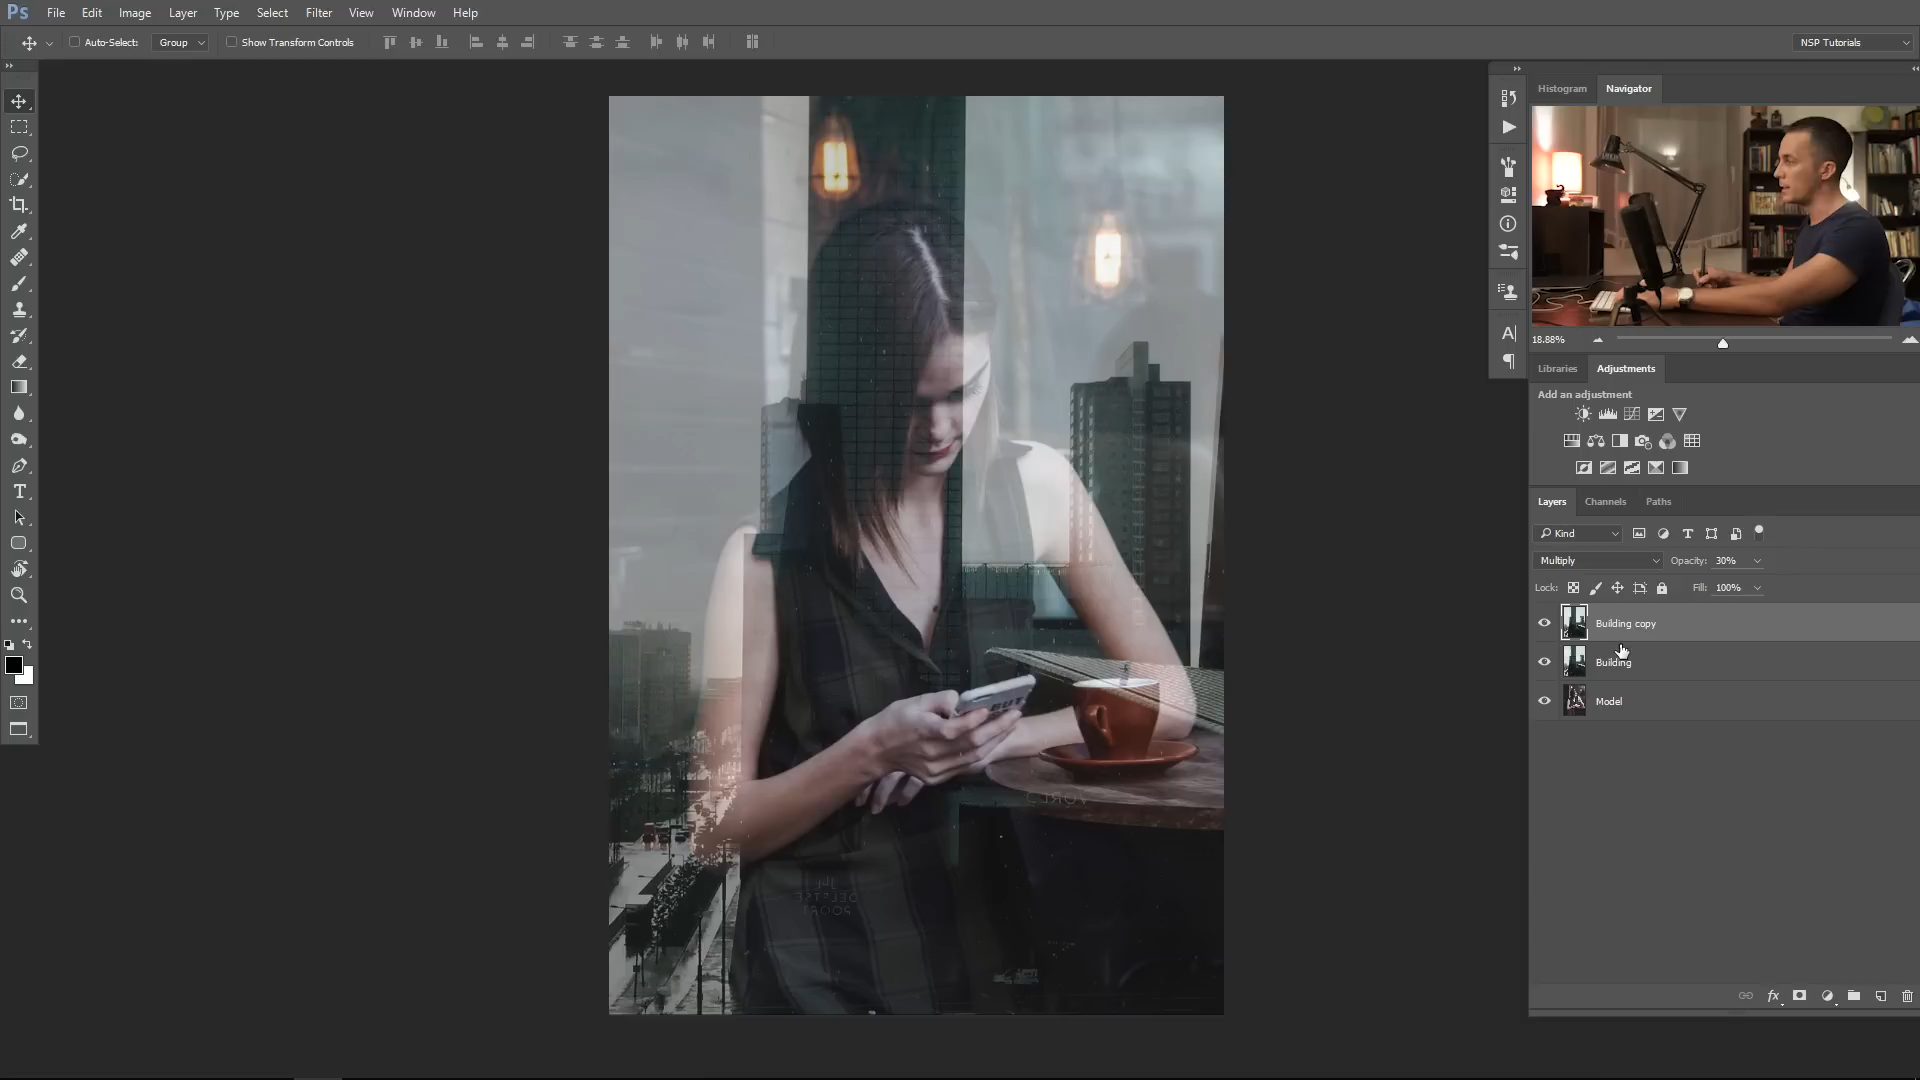 Ps File Edit Image Layer Type Select Filter View Window Help
Auto-Select: Group Show Transform Controls NSP Tutorials
Histogram Navigator
18.88%
Libraries Adjustments
Add an adjustment
Layers Channels Paths
Kind
Multiply Opacity: 30%
Lock: Fill: 100%
Building copy
Building
Model